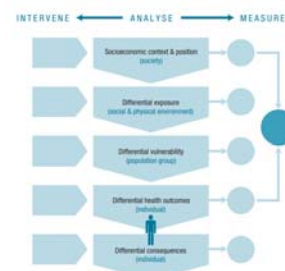 INTERVENE ANALYSE MEASURE
Socioeconomic context & position
(society)
Differential exposure
(social & physical environment)
Differential vulnerability
(population group)
Differential health outcomes
(individual)
Differential consequences
(individual)